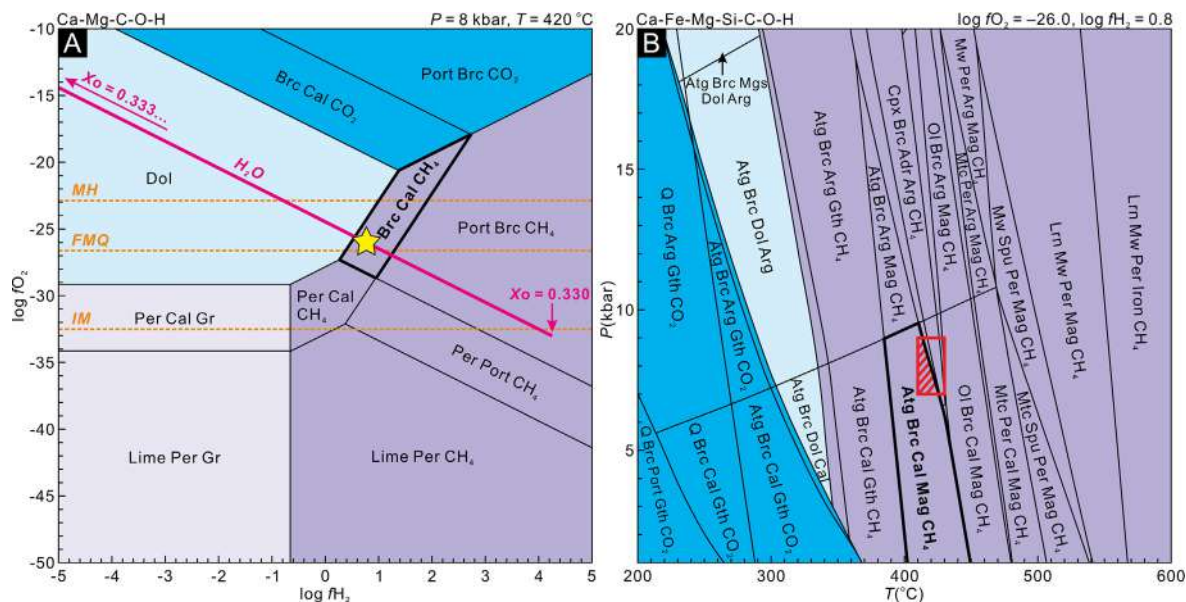 Ca-Mg-C-O-H
P = 8 kbar, T = 420 °C
A
Xo = 0.333...
Brc Cal CO₂
Port Brc CO₂
H₂O
Dol
Brc Cal CH₄
MH
FMQ
IM
Port Brc CH₄
Xo = 0.330
Per Cal
CH₄
Per Cal Gr
Per Port CH₄
Lime Per Gr
Lime Per CH₄
log fO₂
-10
-15
-20
-25
-30
-35
-40
-45
-50
-5
-4
-3
-2
-1
0
1
2
3
4
5
log fH₂
Ca-Fe-Mg-Si-C-O-H
log fO₂ = −26.0, log fH₂ = 0.8
B
Atg Brc Mgs
Dol Arg
Q Brc Arg Gth CO₂
Atg Brc Arg Gth CO₂
Atg Brc Dol Arg
Atg Brc Arg Gth CH₄
Atg Brc Arg Mag CH₄
Cpx Brc Adr Arg CH₄
Ol Brc Arg Mag CH₄
Mtc Per Arg Mag CH₄
Mw Per Arg Mag CH₄
Mw Spu Per Mag CH₄
Lrn Mw Per Mag CH₄
Lrn Mw Per Iron CH₄
Q Brc Port Gth CO₂
Q Brc Cal Gth CO₂
Atg Brc Cal Gth CO₂
Atg Brc Dol Cal
Atg Brc Cal Gth CH₄
Atg Brc Cal Mag CH₄
Ol Brc Cal Mag CH₄
Mtc Per Cal Mag CH₄
Mtc Spu Per Mag CH₄
P(kbar)
20
15
10
5
200
300
400
500
600
T(°C)